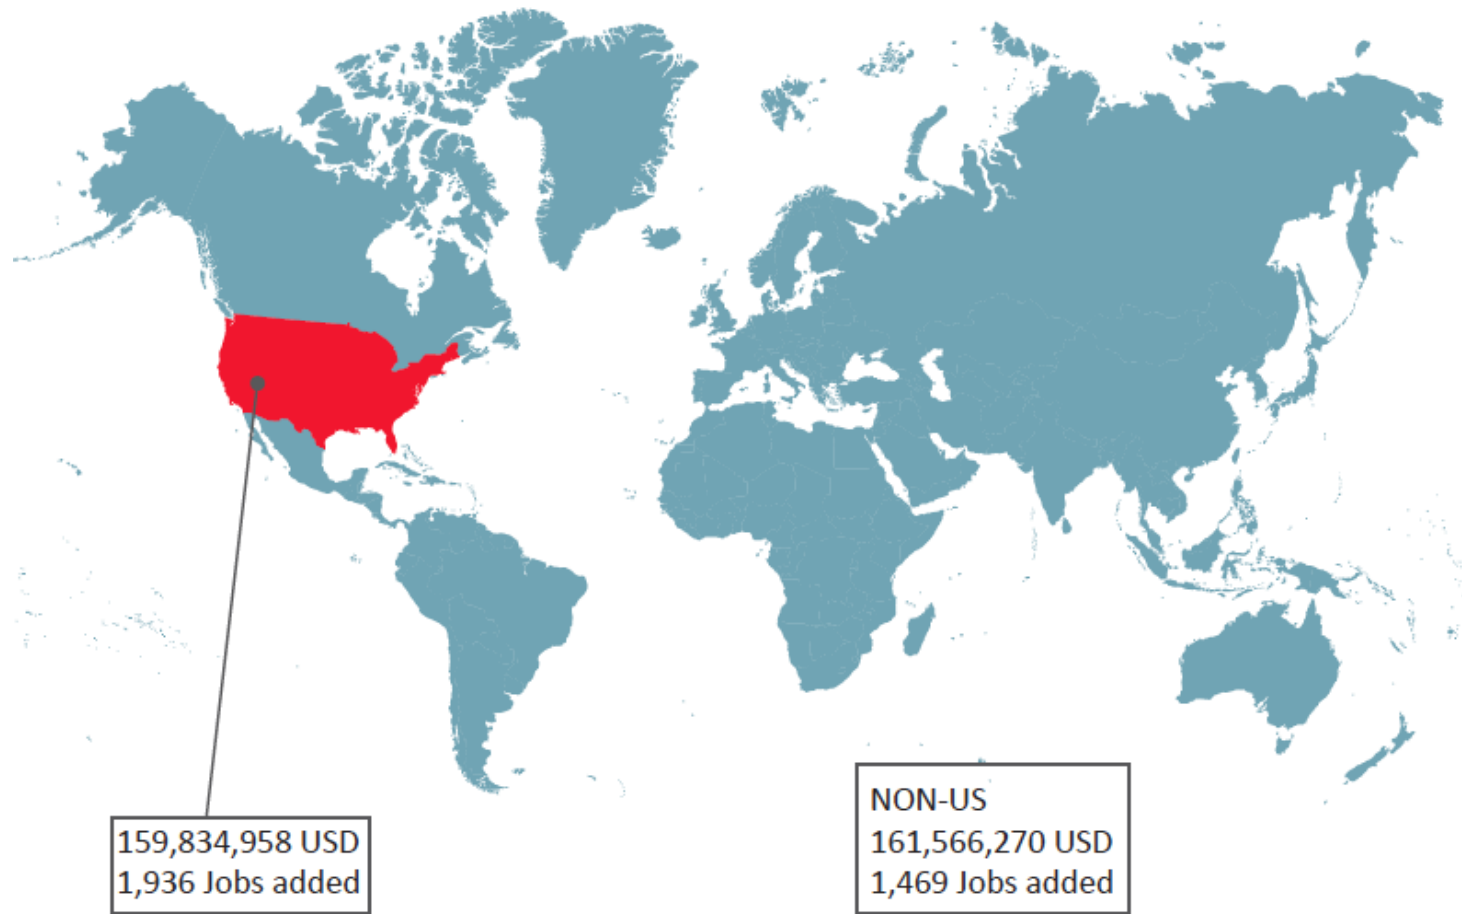 159,834,958 USD
1,936 Jobs added
NON-US
161,566,270 USD
1,469 Jobs added